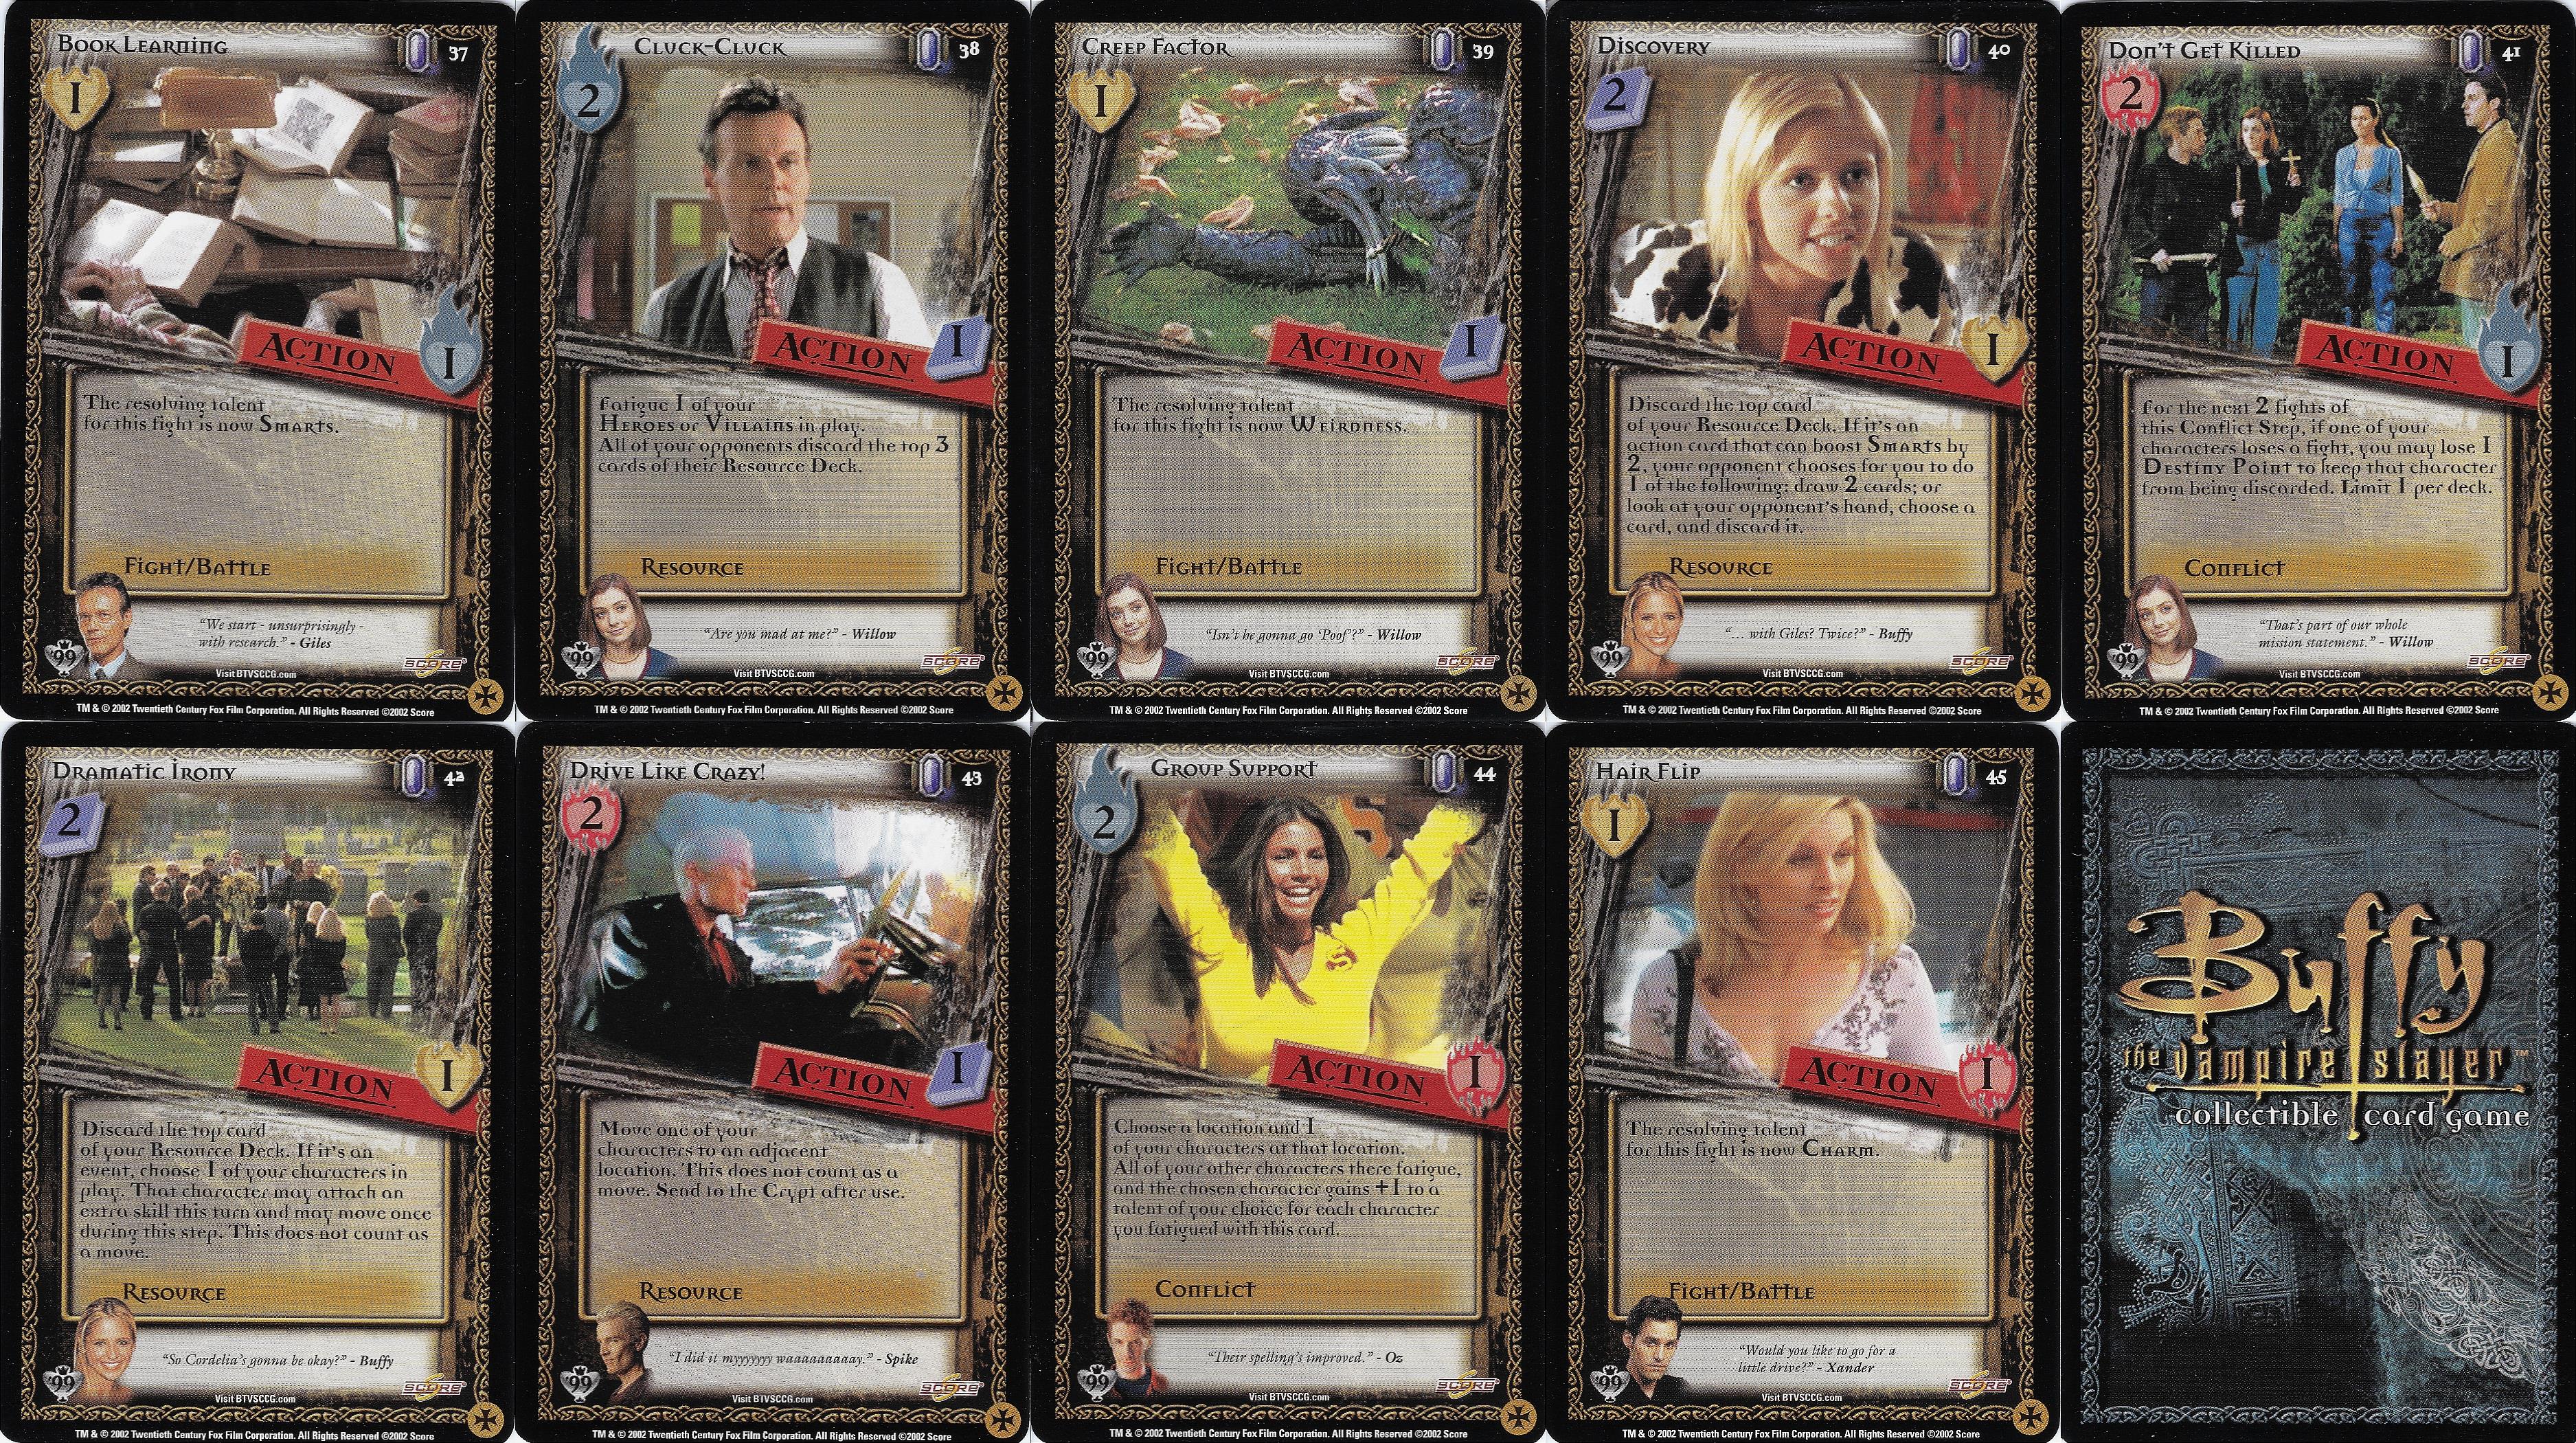 Book Learning
37
1
Action
1
The resolving talent
for this fight is now Smarts.
Fight/Battle
"We start - unsurprisingly -
with research." - Giles
'99
Score
Visit BTVSCCG.com
TM & © 2002 Twentieth Century Fox Film Corporation. All Rights Reserved ©2002 Score
Cluck-Cluck
38
2
Action
1
Fatigue 1 of your
Heroes or Villains in play.
All of your opponents discard the top 3
cards of their Resource Deck.
Resource
"Are you mad at me?" - Willow
'99
Score
Visit BTVSCCG.com
TM & © 2002 Twentieth Century Fox Film Corporation. All Rights Reserved ©2002 Score
Creep Factor
39
1
Action
1
The resolving talent
for this fight is now Weirdness.
Fight/Battle
"Isn't he gonna go 'Poof'?" - Willow
'99
Score
Visit BTVSCCG.com
TM & © 2002 Twentieth Century Fox Film Corporation. All Rights Reserved ©2002 Score
Discovery
40
2
Action
1
Discard the top card
of your Resource Deck. If it's an
action card that can boost Smarts by
2, your opponent chooses for you to do
1 of the following: draw 2 cards; or
look at your opponent's hand, choose a
card, and discard it.
Resource
"... with Giles? Twice?" - Buffy
'99
Score
Visit BTVSCCG.com
TM & © 2002 Twentieth Century Fox Film Corporation. All Rights Reserved ©2002 Score
Don't Get Killed
41
2
Action
1
For the next 2 fights of
this Conflict Step, if one of your
characters loses a fight, you may lose 1
Destiny Point to keep that character
from being discarded. Limit 1 per deck.
Conflict
"That's part of our whole
mission statement." - Willow
'99
Score
Visit BTVSCCG.com
TM & © 2002 Twentieth Century Fox Film Corporation. All Rights Reserved ©2002 Score
Dramatic Irony
42
2
Action
1
Discard the top card
of your Resource Deck. If it's an
event, choose 1 of your characters in
play. That character may attach an
extra skill this turn and may move once
during this step. This does not count as
a move.
Resource
"So Cordelia's gonna be okay?" - Buffy
'99
Score
Visit BTVSCCG.com
TM & © 2002 Twentieth Century Fox Film Corporation. All Rights Reserved ©2002 Score
Drive Like Crazy!
43
2
Action
1
Move one of your
characters to an adjacent
location. This does not count as a
move. Send to the Crypt after use.
Resource
"I did it myyyyyyy waaaaaaaaay." - Spike
'99
Score
Visit BTVSCCG.com
TM & © 2002 Twentieth Century Fox Film Corporation. All Rights Reserved ©2002 Score
Group Support
44
2
S
Action
1
Choose a location and 1
of your characters at that location.
All of your other characters there fatigue,
and the chosen character gains +1 to a
talent of your choice for each character
you fatigued with this card.
Conflict
"Their spelling's improved." - Oz
'99
Score
Visit BTVSCCG.com
TM & © 2002 Twentieth Century Fox Film Corporation. All Rights Reserved ©2002 Score
Hair Flip
45
1
Action
1
The resolving talent
for this fight is now Charm.
Fight/Battle
"Would you like to go for a
little drive?" - Xander
'99
Score
Visit BTVSCCG.com
TM & © 2002 Twentieth Century Fox Film Corporation. All Rights Reserved ©2002 Score
Buffy
the vampire slayer™
collectible card game